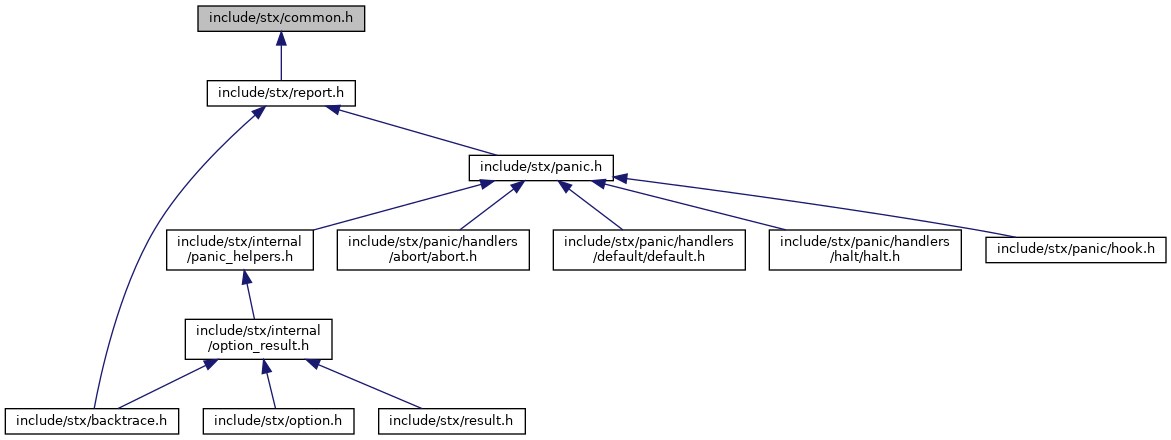 include/stx/common.h
include/stx/report.h
include/stx/panic.h
include/stx/internal
/panic_helpers.h
include/stx/panic/handlers
/abort/abort.h
include/stx/panic/handlers
/default/default.h
include/stx/panic/handlers
/halt/halt.h
include/stx/panic/hook.h
include/stx/internal
/option_result.h
include/stx/backtrace.h
include/stx/option.h
include/stx/result.h